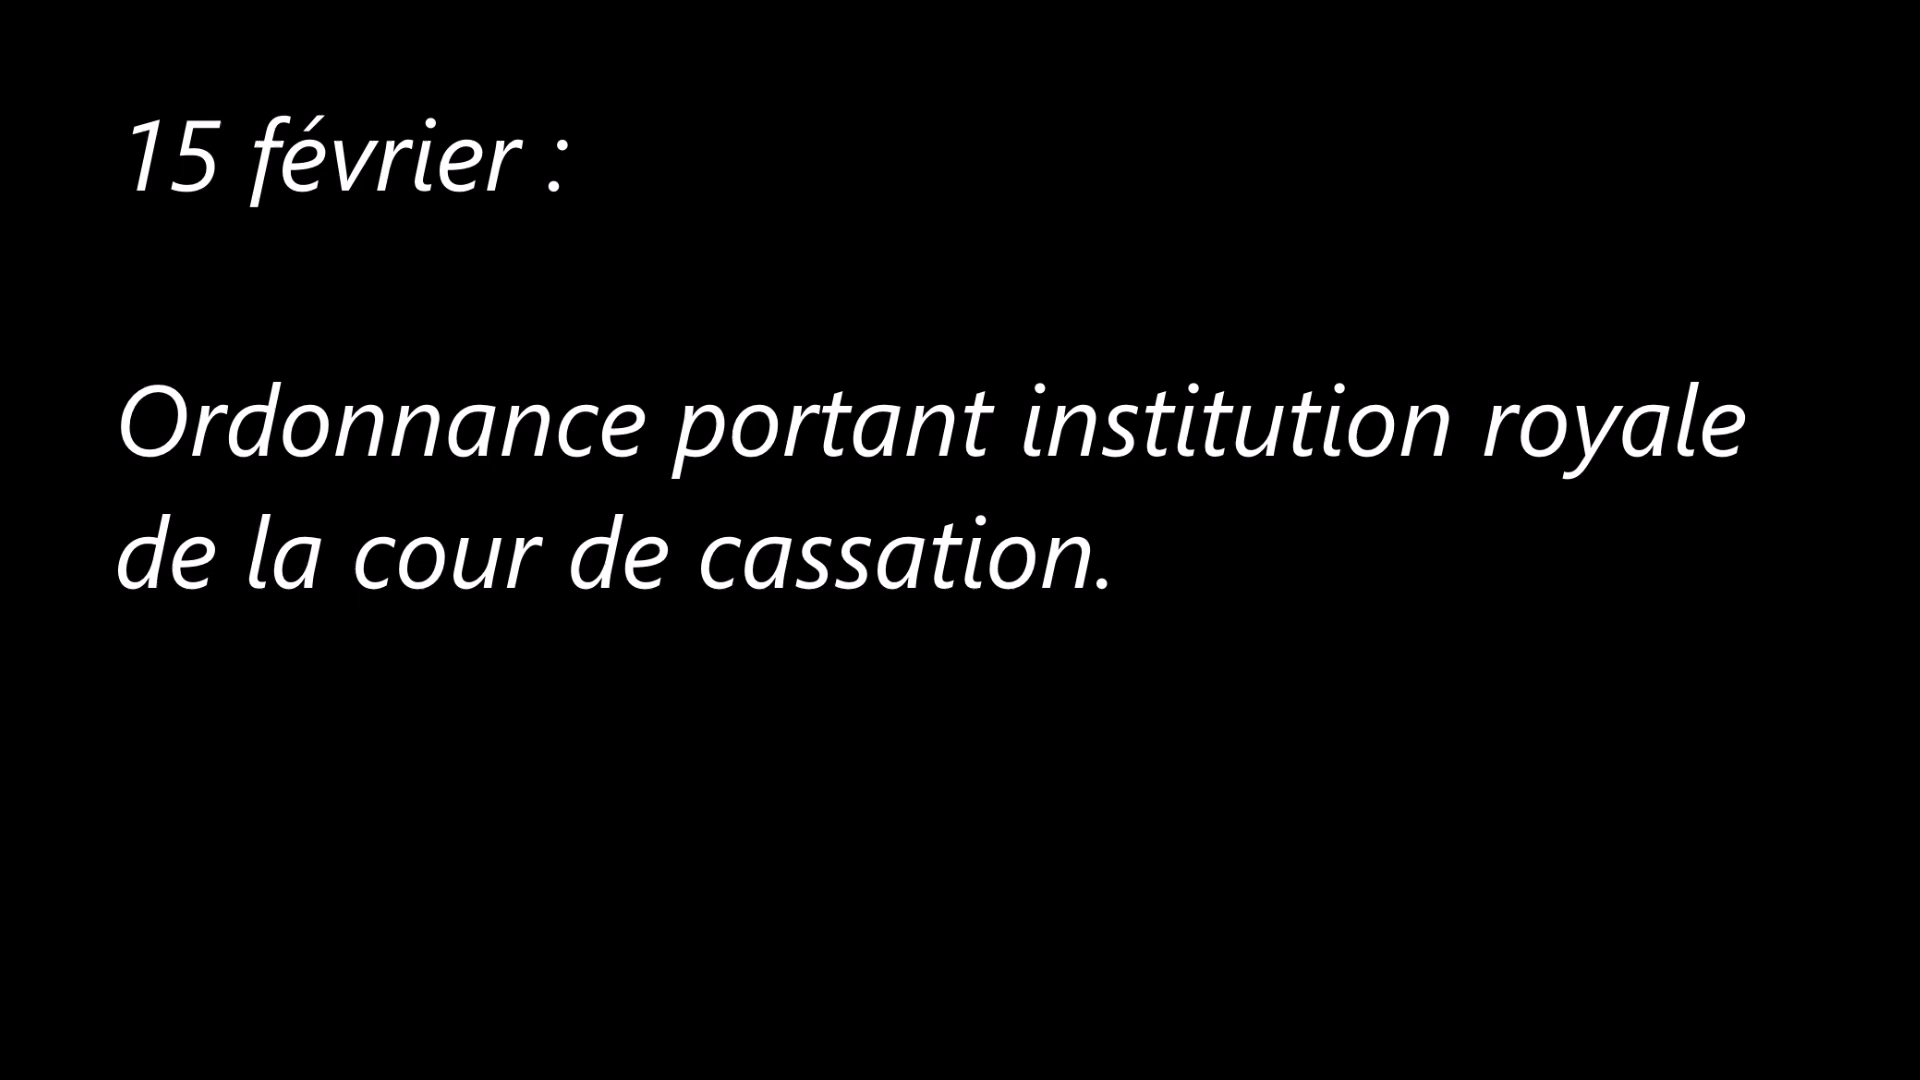 15 février :
Ordonnance portant institution royale
de la cour de cassation.